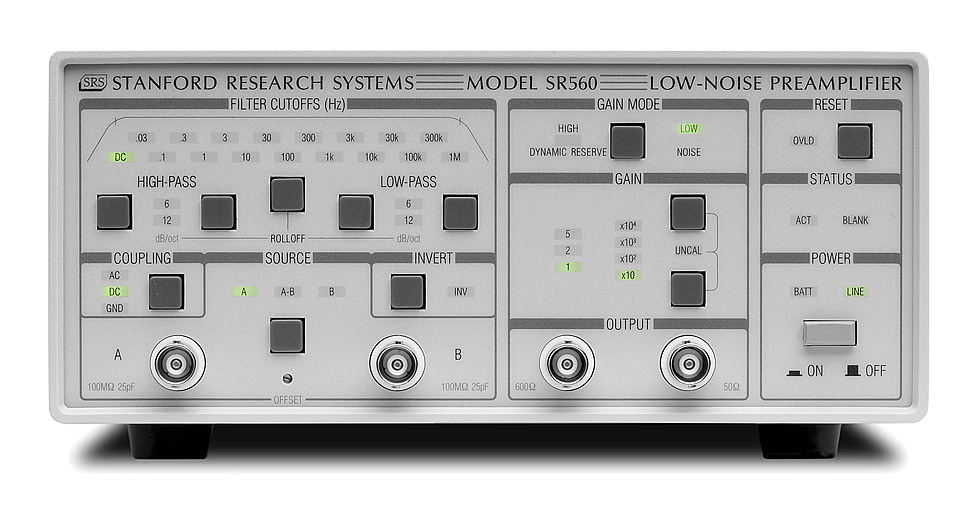 SRS STANFORD RESEARCH SYSTEMS MODEL SR560 LOW-NOISE PREAMPLIFIER
FILTER CUTOFFS (Hz)
.03 .3 3 30 300 3k 30k 300k
DC .1 1 10 100 1k 10k 100k 1M
HIGH-PASS LOW-PASS
6 6
12 12
dB/oct ROLLOFF dB/oct
COUPLING SOURCE INVERT
AC
DC A A-B B INV
GND
A B
100MΩ 25pF 100MΩ 25pF
OFFSET
GAIN MODE
HIGH LOW
DYNAMIC RESERVE NOISE
GAIN
x10⁴
5 x10³
2 x10² UNCAL
1 x10
OUTPUT
600Ω 50Ω
RESET
OVLD
STATUS
ACT BLANK
POWER
BATT LINE
ON OFF